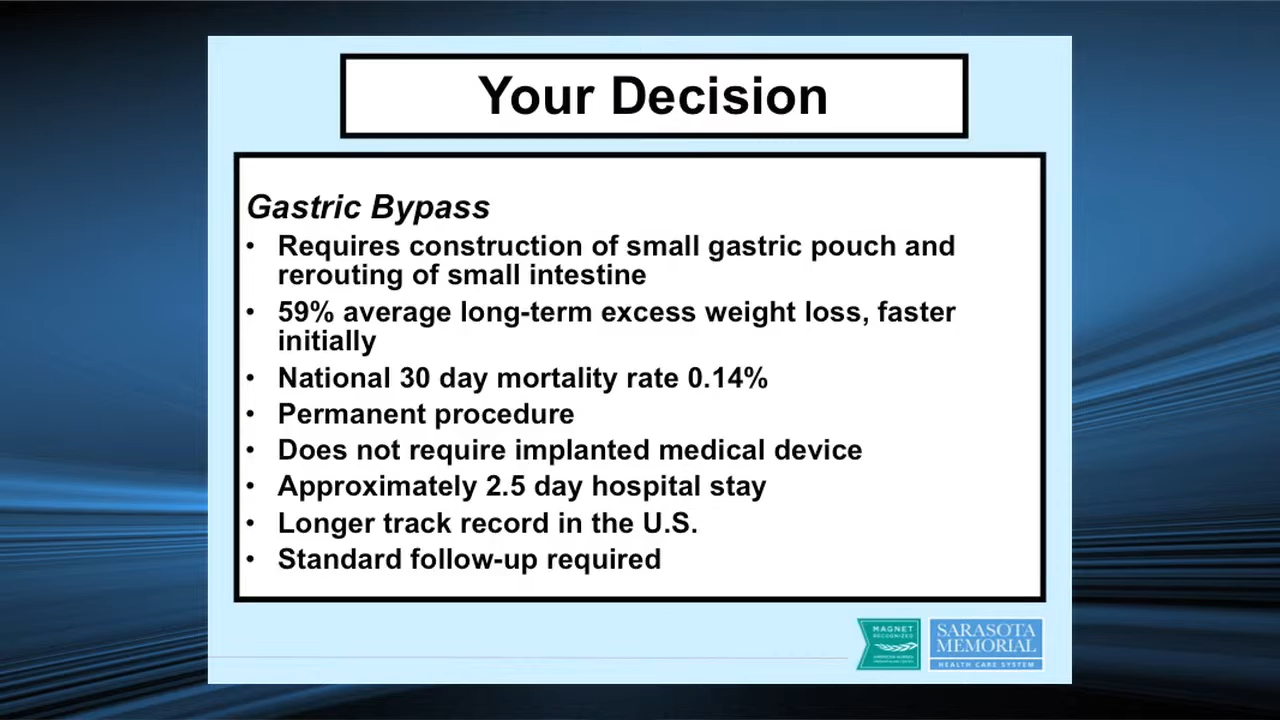 Your Decision
Gastric Bypass
• Requires construction of small gastric pouch and
rerouting of small intestine
• 59% average long-term excess weight loss, faster
initially
• National 30 day mortality rate 0.14%
• Permanent procedure
• Does not require implanted medical device
• Approximately 2.5 day hospital stay
• Longer track record in the U.S.
• Standard follow-up required
MAGNET
RECOGNIZED
SARASOTA
MEMORIAL
HEALTH CARE SYSTEM